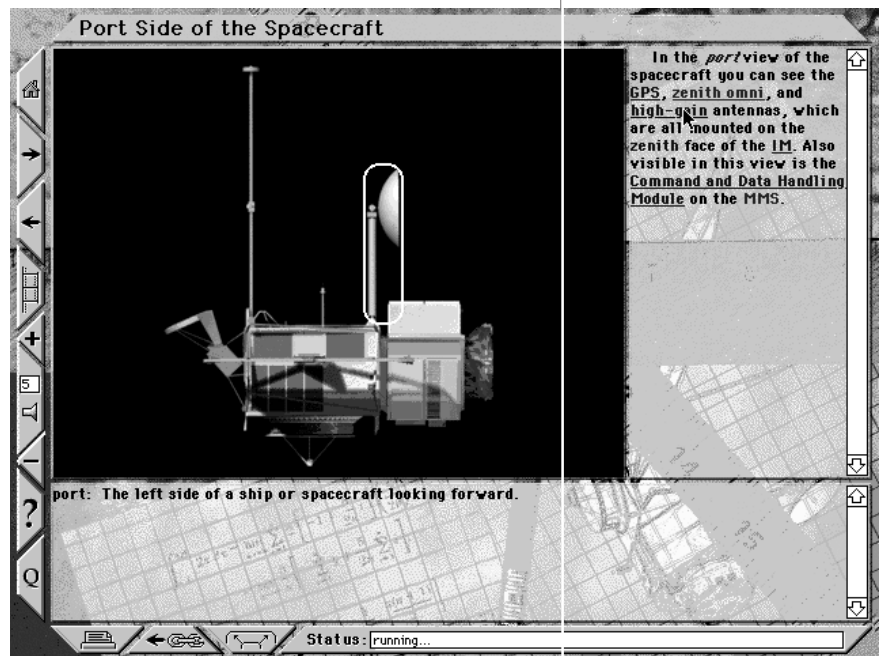 Port Side of the Spacecraft
In the port view of the
spacecraft you can see the
GPS, zenith omni, and
high-gain antennas, which
are all mounted on the
zenith face of the IM. Also
visible in this view is the
Command and Data Handling
Module on the MMS.
+
5
-
port: The left side of a ship or spacecraft looking forward.
?
Q
Status: running...